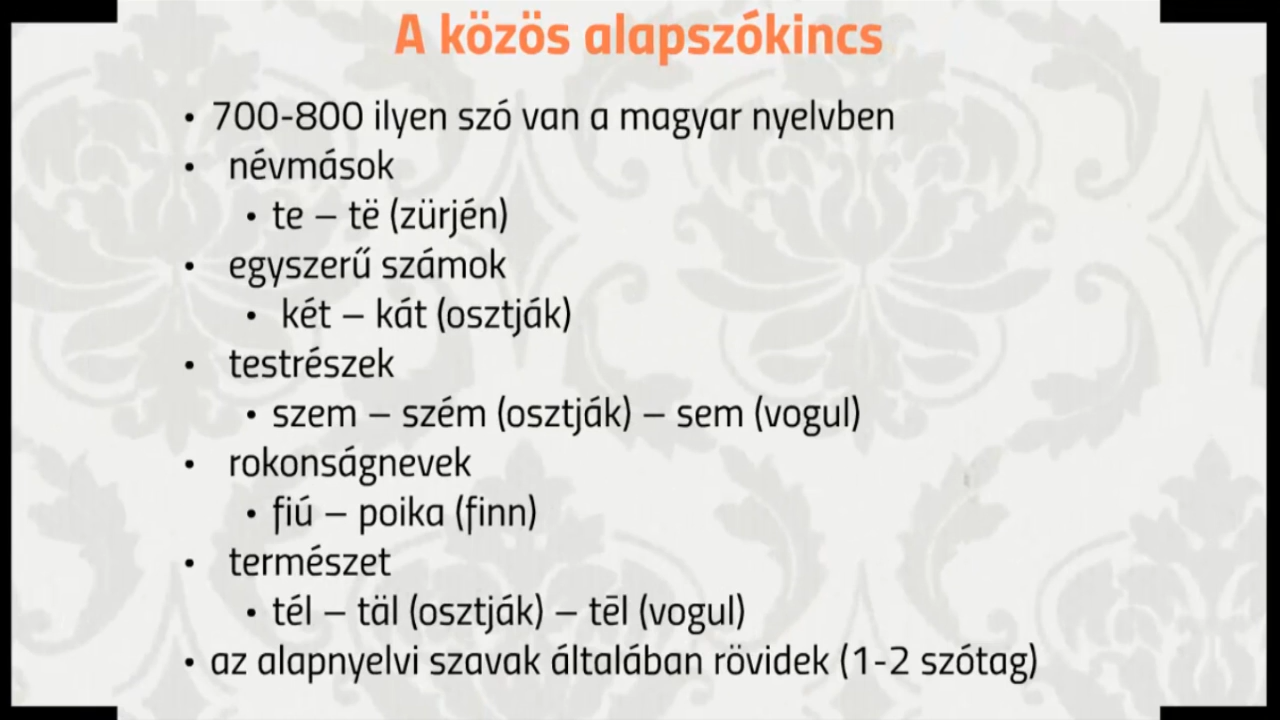 A közös alapszókincs
• 700-800 ilyen szó van a magyar nyelvben
• névmások
• te – të (zürjén)
• egyszerű számok
• két – kát (osztják)
• testrészek
• szem – szém (osztják) – sem (vogul)
• rokonságnevek
• fiú – poika (finn)
• természet
• tél – täl (osztják) – tēl (vogul)
• az alapnyelvi szavak általában rövidek (1-2 szótag)